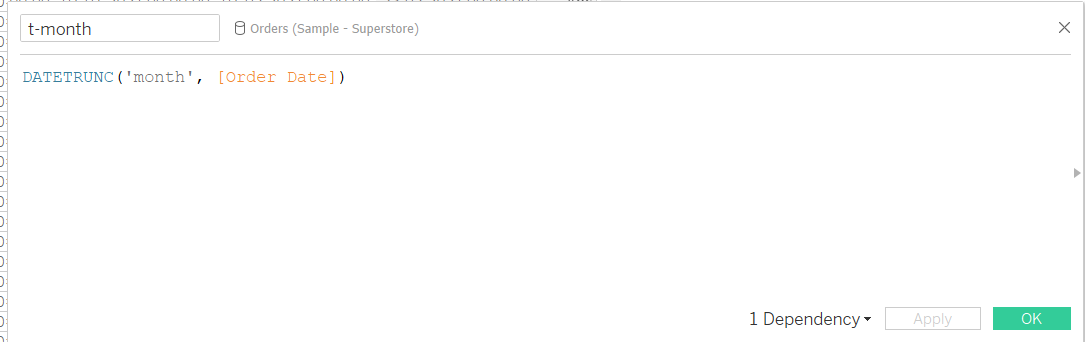 t-month
Orders (Sample - Superstore)
DATETRUNC('month', [Order Date])
1 Dependency
Apply
OK